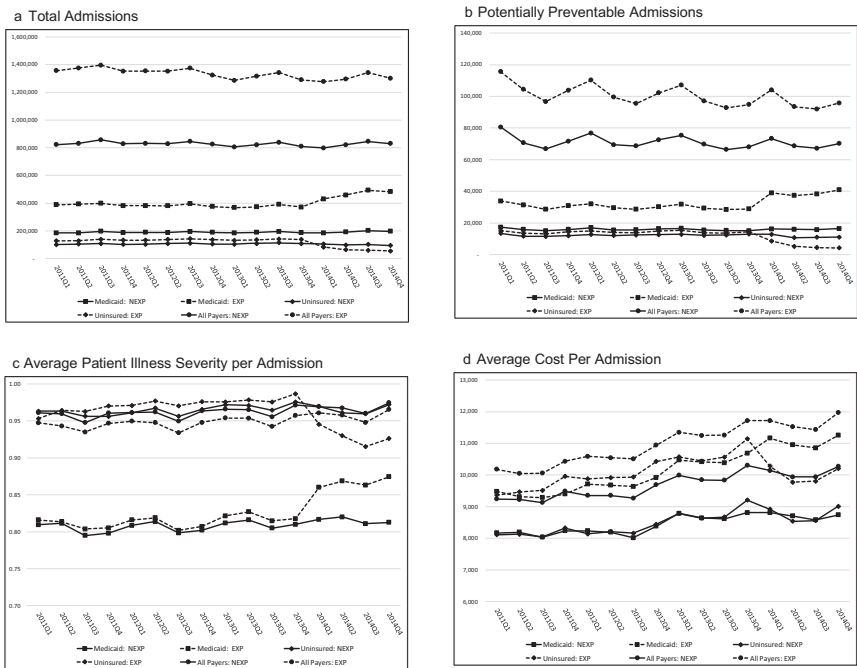 a Total Admissions
1,600,000
1,400,000
1,200,000
1,000,000
800,000
600,000
400,000
200,000
-
2011Q1 2011Q2 2011Q3 2011Q4 2012Q1 2012Q2 2012Q3 2012Q4 2013Q1 2013Q2 2013Q3 2013Q4 2014Q1 2014Q2 2014Q3 2014Q4
Medicaid: NEXP Medicaid: EXP Uninsured: NEXP
Uninsured: EXP All Payers: NEXP All Payers: EXP
b Potentially Preventable Admissions
140,000
120,000
100,000
80,000
60,000
40,000
20,000
-
2011Q1 2011Q2 2011Q3 2011Q4 2012Q1 2012Q2 2012Q3 2012Q4 2013Q1 2013Q2 2013Q3 2013Q4 2014Q1 2014Q2 2014Q3 2014Q4
Medicaid: NEXP Medicaid: EXP Uninsured: NEXP
Uninsured: EXP All Payers: NEXP All Payers: EXP
c Average Patient Illness Severity per Admission
1.00
0.95
0.90
0.85
0.80
0.75
0.70
2011Q1 2011Q2 2011Q3 2011Q4 2012Q1 2012Q2 2012Q3 2012Q4 2013Q1 2013Q2 2013Q3 2013Q4 2014Q1 2014Q2 2014Q3 2014Q4
Medicaid: NEXP Medicaid: EXP Uninsured: NEXP
Uninsured: EXP All Payers: NEXP All Payers: EXP
d Average Cost Per Admission
13,000
12,000
11,000
10,000
9,000
8,000
7,000
6,000
2011Q1 2011Q2 2011Q3 2011Q4 2012Q1 2012Q2 2012Q3 2012Q4 2013Q1 2013Q2 2013Q3 2013Q4 2014Q1 2014Q2 2014Q3 2014Q4
Medicaid: NEXP Medicaid: EXP Uninsured: NEXP
Uninsured: EXP All Payers: NEXP All Payers: EXP